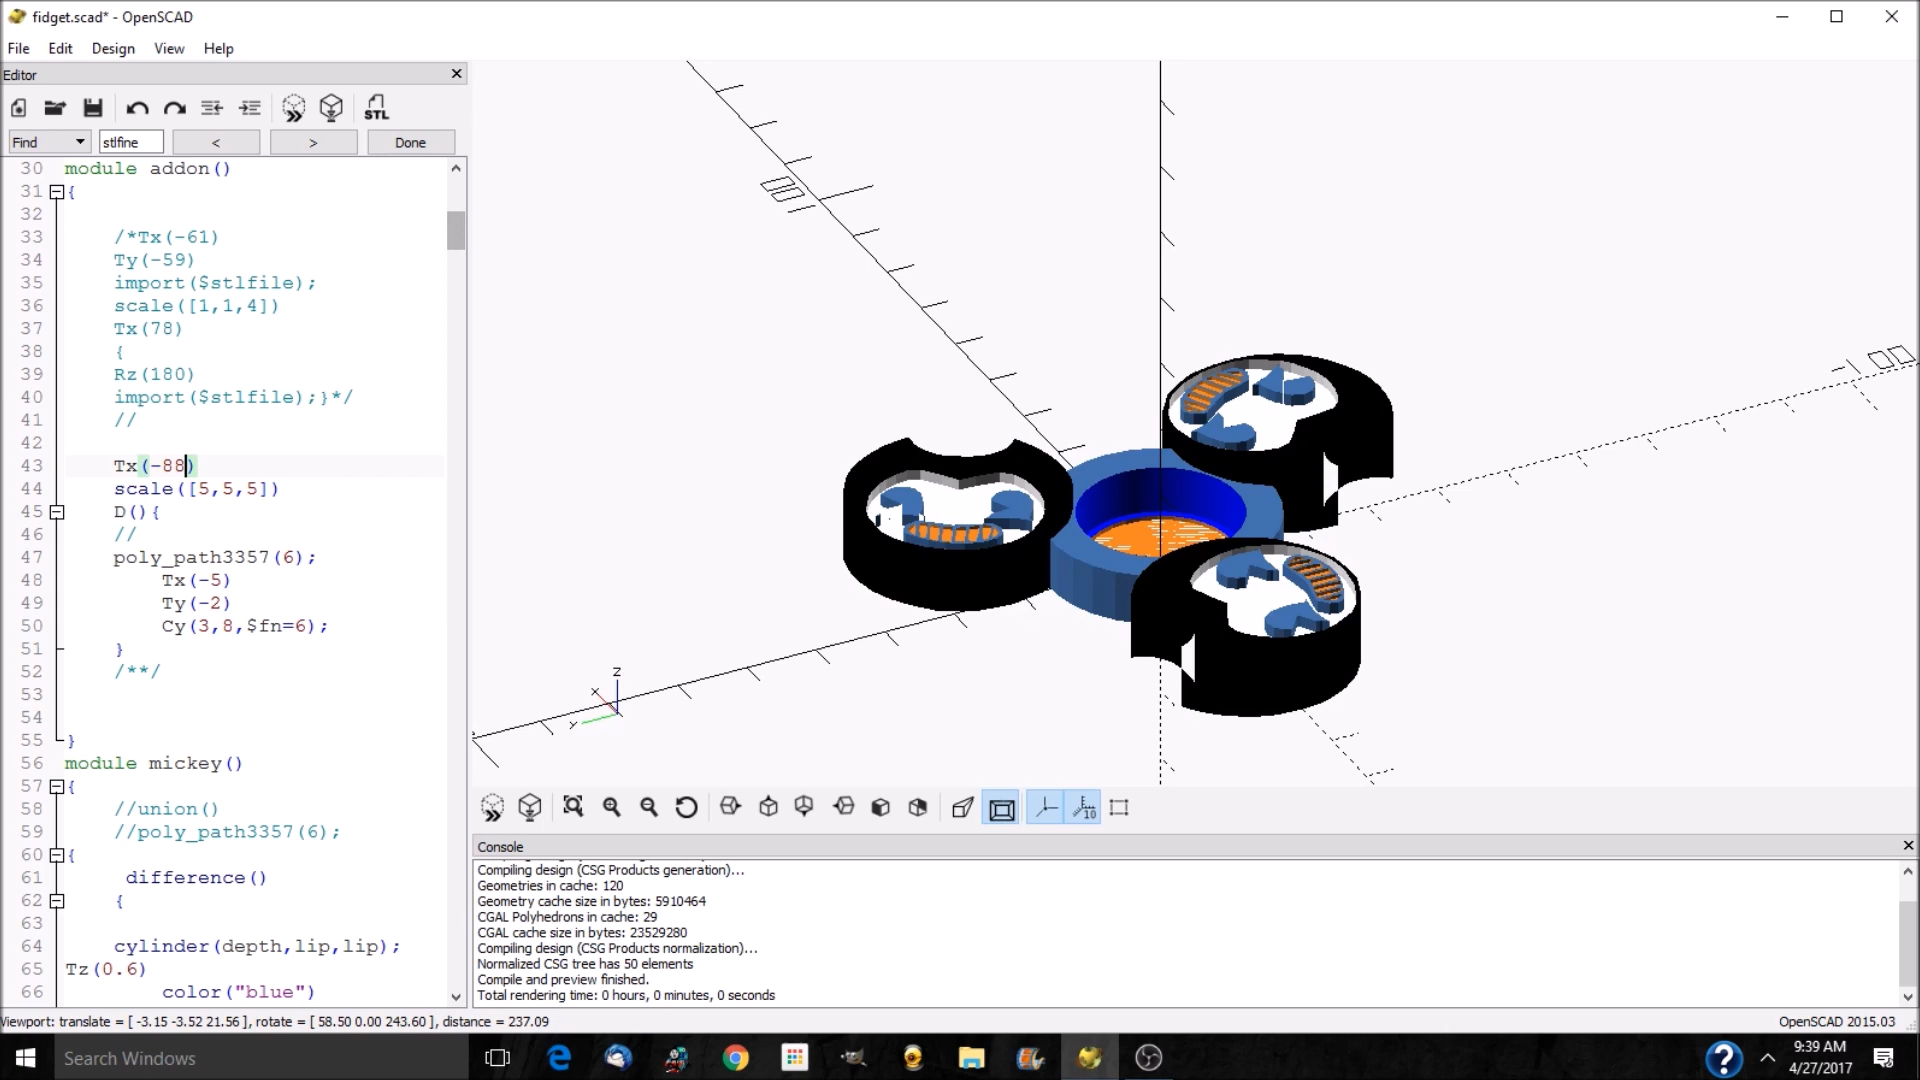 fidget.scad* - OpenSCAD
File Edit Design View Help
Editor
STL
Find stlfine < > Done
30 module addon()
31 {
32
33 /*Tx(-61)
34 Ty(-59)
35 import($stlfile);
36 scale([1,1,4])
37 Tx(78)
38 {
39 Rz(180)
40 import($stlfile);}*/
41 //
42
43 Tx(-88)
44 scale([5,5,5])
45 D(){
46 //
47 poly_path3357(6);
48 Tx(-5)
49 Ty(-2)
50 Cy(3,8,$fn=6);
51 }
52 /**/
53
54
55 }
56 module mickey()
57 {
58 //union()
59 //poly_path3357(6);
60 {
61 difference()
62 {
63
64 cylinder(depth,lip,lip);
65 Tz(0.6)
66 color("blue")
100
-100
Z
X
Y
10
Console
Compiling design (CSG Products generation)...
Geometries in cache: 120
Geometry cache size in bytes: 5910464
CGAL Polyhedrons in cache: 29
CGAL cache size in bytes: 23529280
Compiling design (CSG Products normalization)...
Normalized CSG tree has 50 elements
Compile and preview finished.
Total rendering time: 0 hours, 0 minutes, 0 seconds
Viewport: translate = [ -3.15 -3.52 21.56 ], rotate = [ 58.50 0.00 243.60 ], distance = 237.09
OpenSCAD 2015.03
Search Windows
9:39 AM
4/27/2017